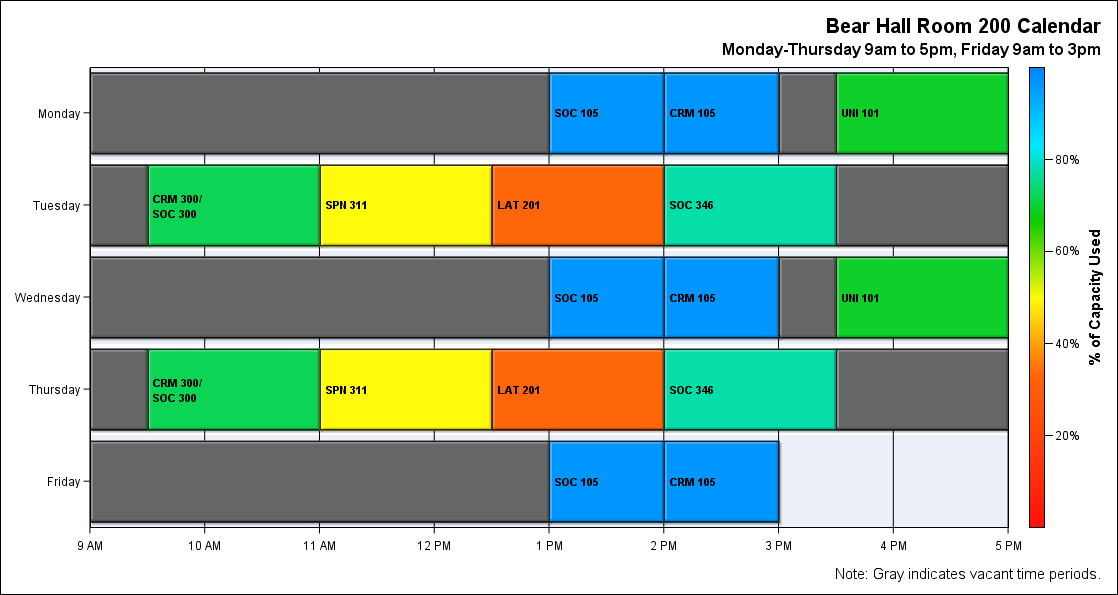 Bear Hall Room 200 Calendar
Monday-Thursday 9am to 5pm, Friday 9am to 3pm
Monday
SOC 105
CRM 105
UNI 101
Tuesday
CRM 300/
SOC 300
SPN 311
LAT 201
SOC 346
Wednesday
SOC 105
CRM 105
UNI 101
Thursday
CRM 300/
SOC 300
SPN 311
LAT 201
SOC 346
Friday
SOC 105
CRM 105
9 AM
10 AM
11 AM
12 PM
1 PM
2 PM
3 PM
4 PM
5 PM
80%
60%
40%
20%
% of Capacity Used
Note: Gray indicates vacant time periods.